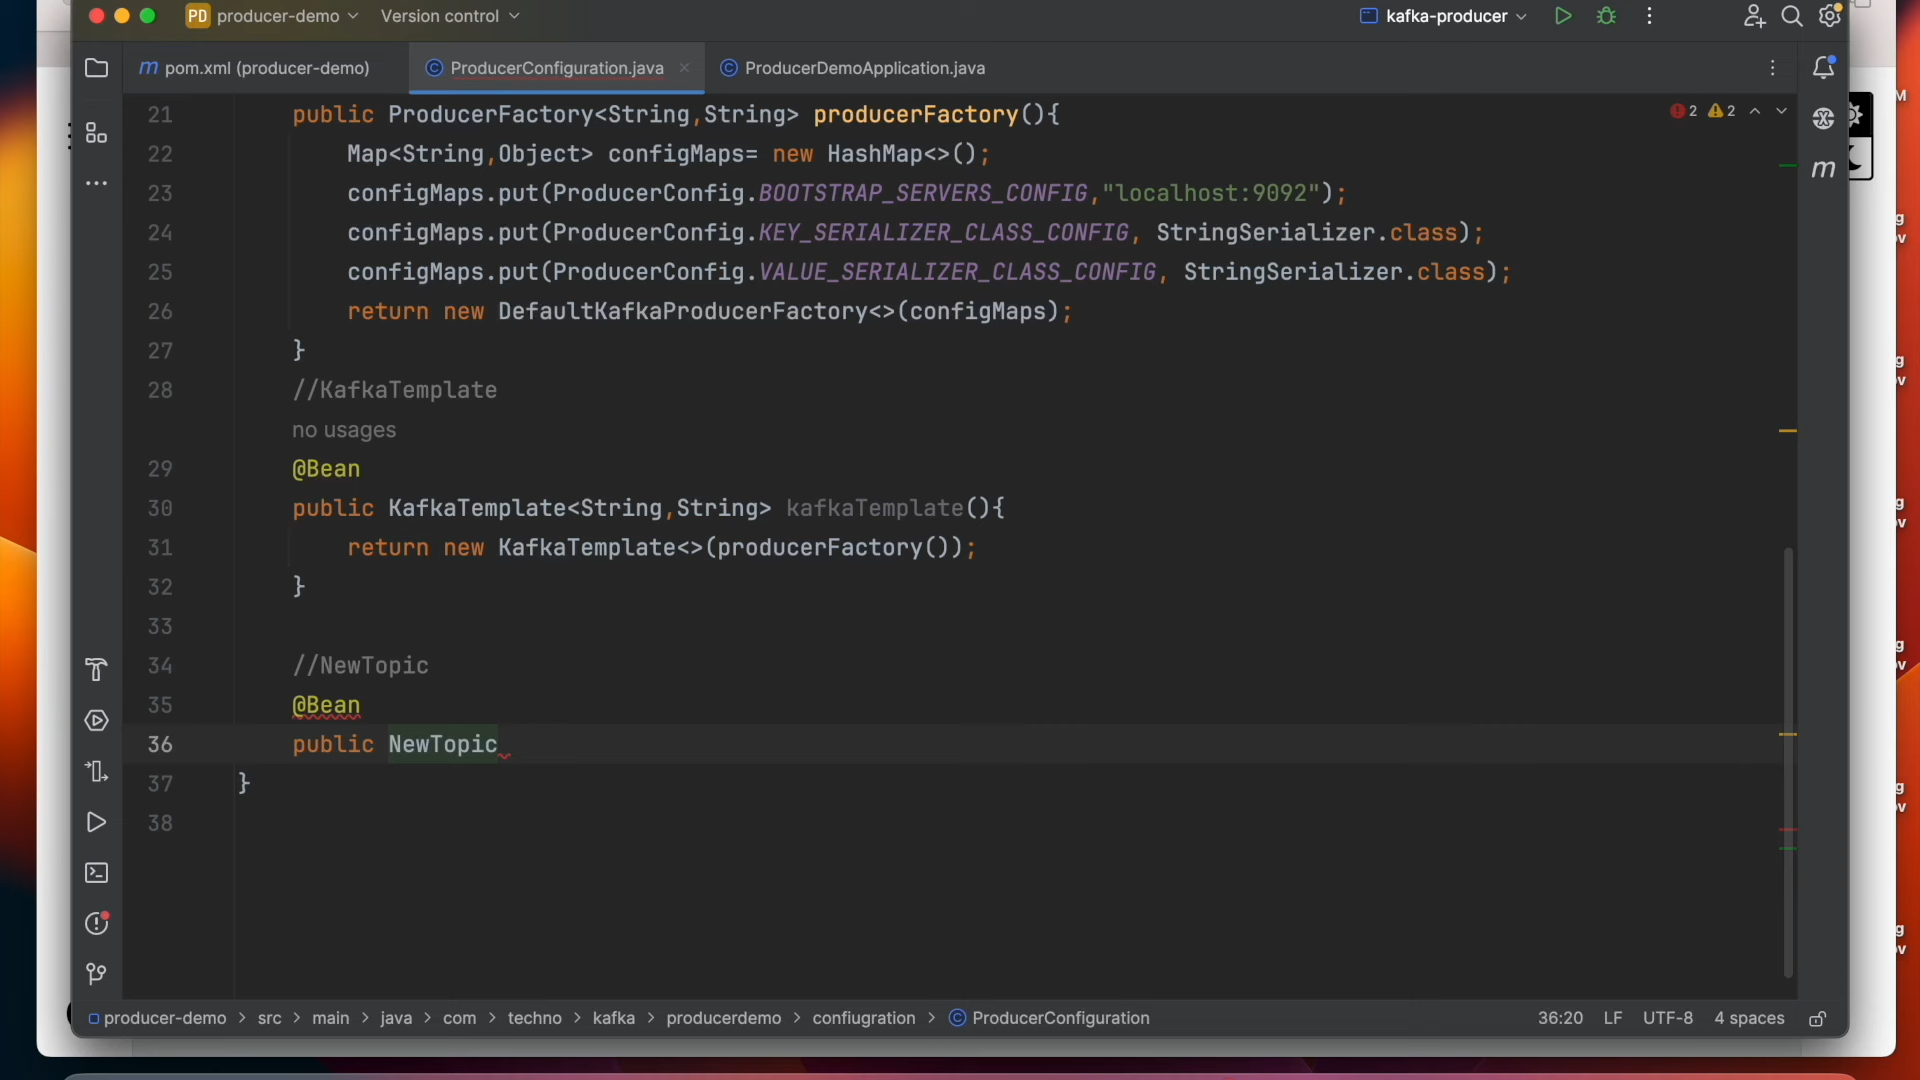 PD producer-demo Version control kafka-producer
pom.xml (producer-demo) ProducerConfiguration.java ProducerDemoApplication.java
2 2
21 public ProducerFactory<String,String> producerFactory(){
22 Map<String,Object> configMaps= new HashMap<>();
23 configMaps.put(ProducerConfig.BOOTSTRAP_SERVERS_CONFIG,"localhost:9092");
24 configMaps.put(ProducerConfig.KEY_SERIALIZER_CLASS_CONFIG, StringSerializer.class);
25 configMaps.put(ProducerConfig.VALUE_SERIALIZER_CLASS_CONFIG, StringSerializer.class);
26 return new DefaultKafkaProducerFactory<>(configMaps);
27 }
28 //KafkaTemplate
no usages
29 @Bean
30 public KafkaTemplate<String,String> kafkaTemplate(){
31 return new KafkaTemplate<>(producerFactory());
32 }
33
34 //NewTopic
35 @Bean
36 public NewTopic
37 }
38
producer-demo > src > main > java > com > techno > kafka > producerdemo > confiugration > ProducerConfiguration 36:20 LF UTF-8 4 spaces